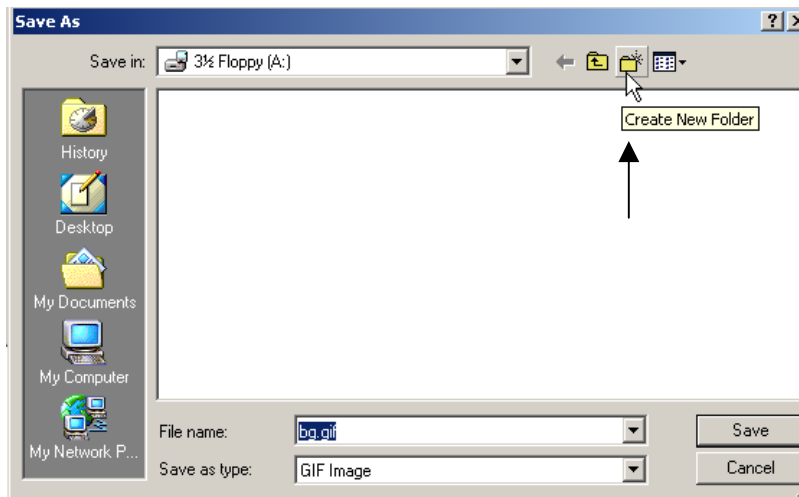 Save As
Save in: 3½ Floppy (A:)
Create New Folder
History
Desktop
My Documents
My Computer
My Network P...
File name: bg.gif Save
Save as type: GIF Image Cancel